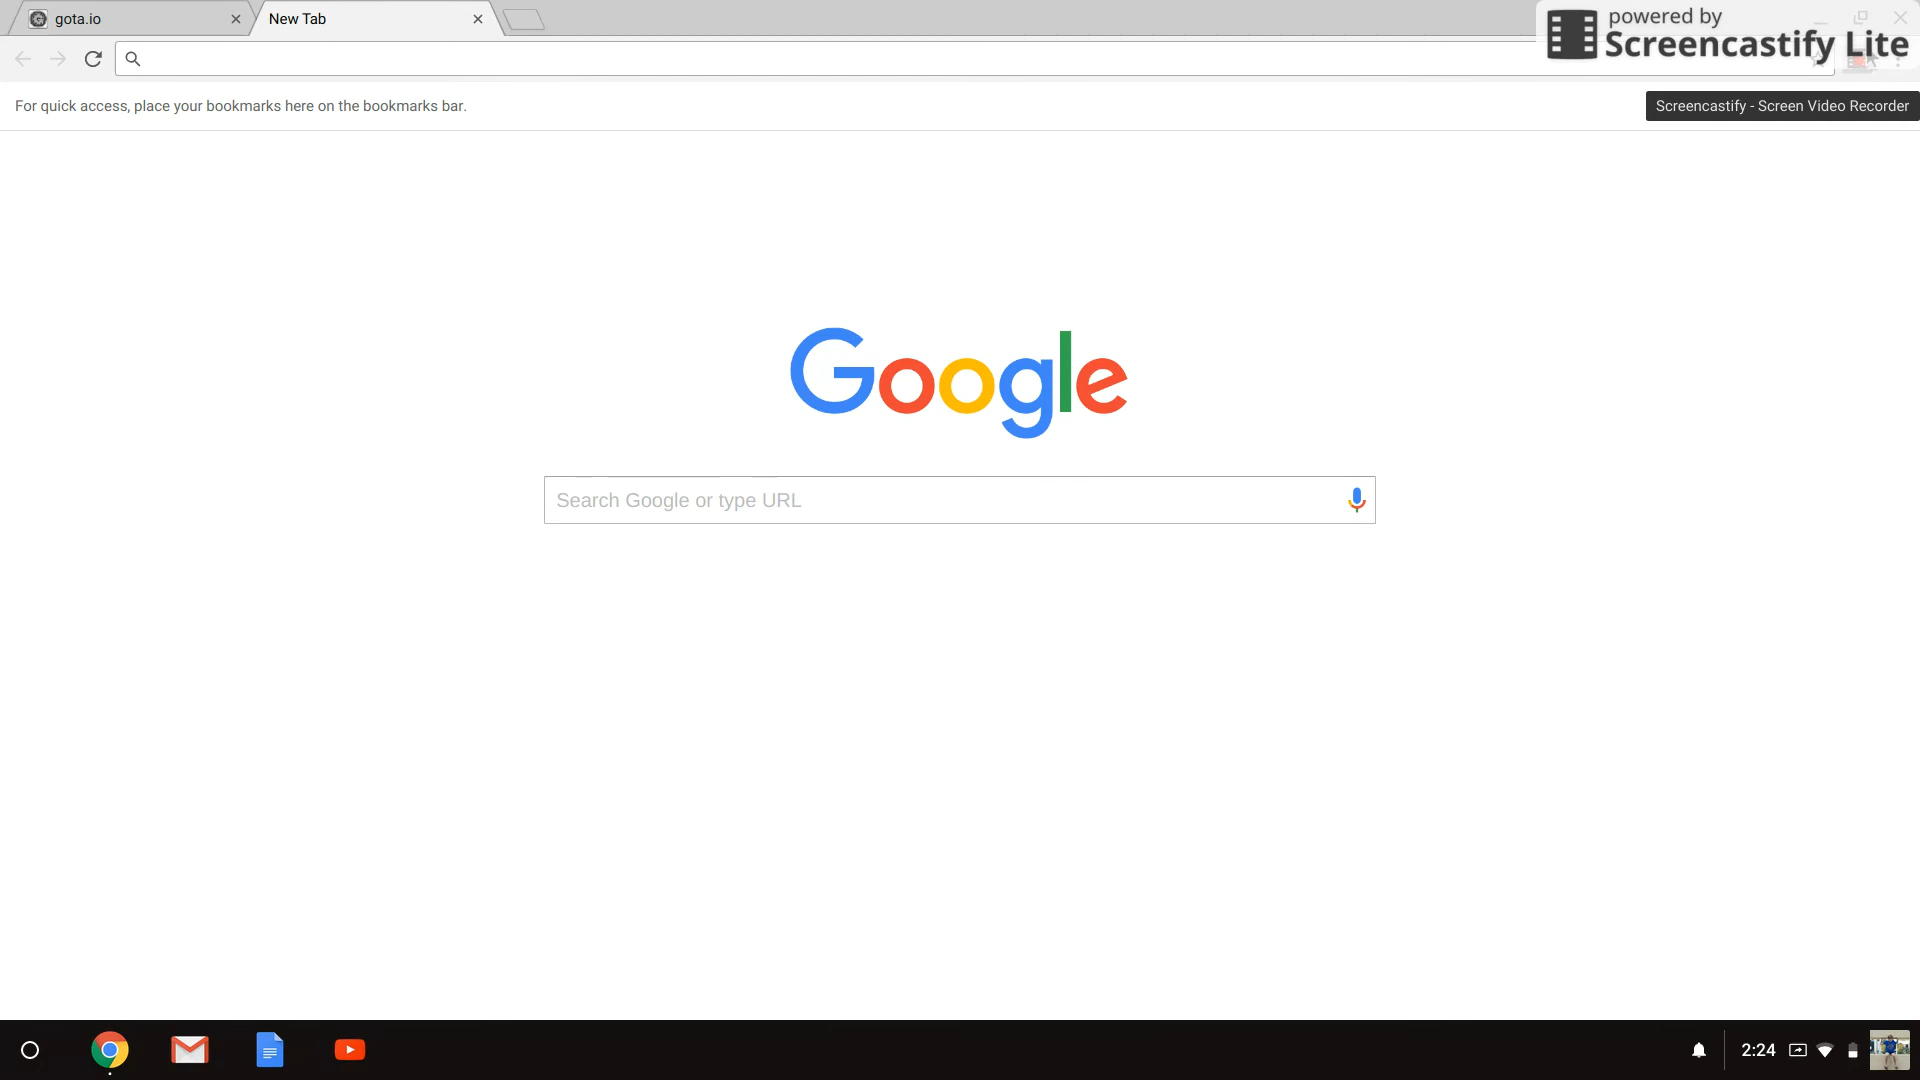 gota.io
New Tab
powered by
Screencastify Lite
For quick access, place your bookmarks here on the bookmarks bar.
Screencastify - Screen Video Recorder
Google
Search Google or type URL
2:24